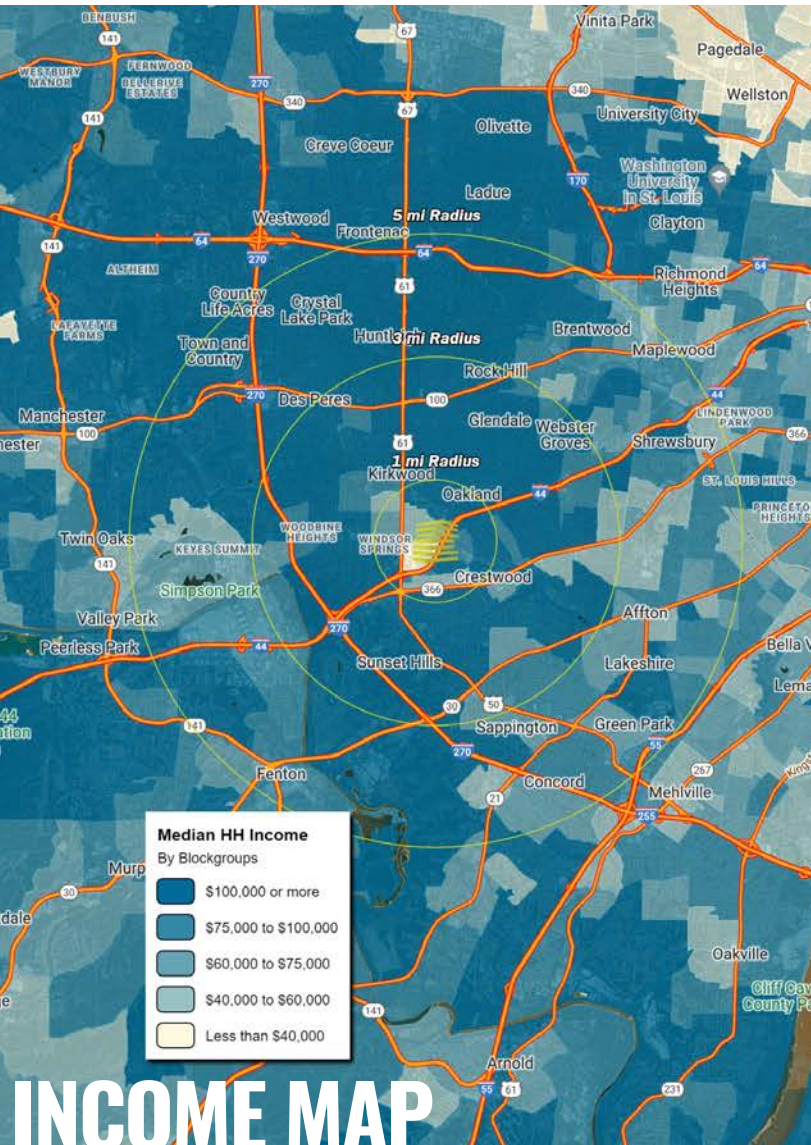 BENBUSH
67
Vinita Park
141
Pagedale
FERNWOOD
WESTBURY
MANOR
BELLERIVE
ESTATES
270
340
340
Wellston
67
141
University City
Olivette
Creve Coeur
Washington
University
in St. Louis
170
Ladue
5 mi Radius
Westwood
Clayton
Frontenac
64
64
141
270
64
ALTHEIM
Richmond
Heights
61
Country
Life Acres
Crystal
Lake Park
LAFAYETTE
FARMS
Brentwood
3 mi Radius
Town and
Country
Maplewood
Rock Hill
270
44
Des Peres
100
Manchester
LINDENWOOD
PARK
Glendale
Webster
Groves
100
366
61
Shrewsbury
1 mi Radius
Kirkwood
ST. LOUIS HILLS
Oakland
44
WOODBINE
HEIGHTS
WINDSOR
SPRINGS
Twin Oaks
KEYES SUMMIT
141
Crestwood
Simpson Park
366
Valley Park
Affton
270
Peerless Park
44
Sunset Hills
Lakeshire
30
50
44
141
Sappington
Green Park
55
270
Fenton
267
Concord
Mehlville
21
255
Median HH Income
By Blockgroups
$100,000 or more
$75,000 to $100,000
$60,000 to $75,000
$40,000 to $60,000
Less than $40,000
30
Oakville
141
Arnold
55
61
231
INCOME MAP